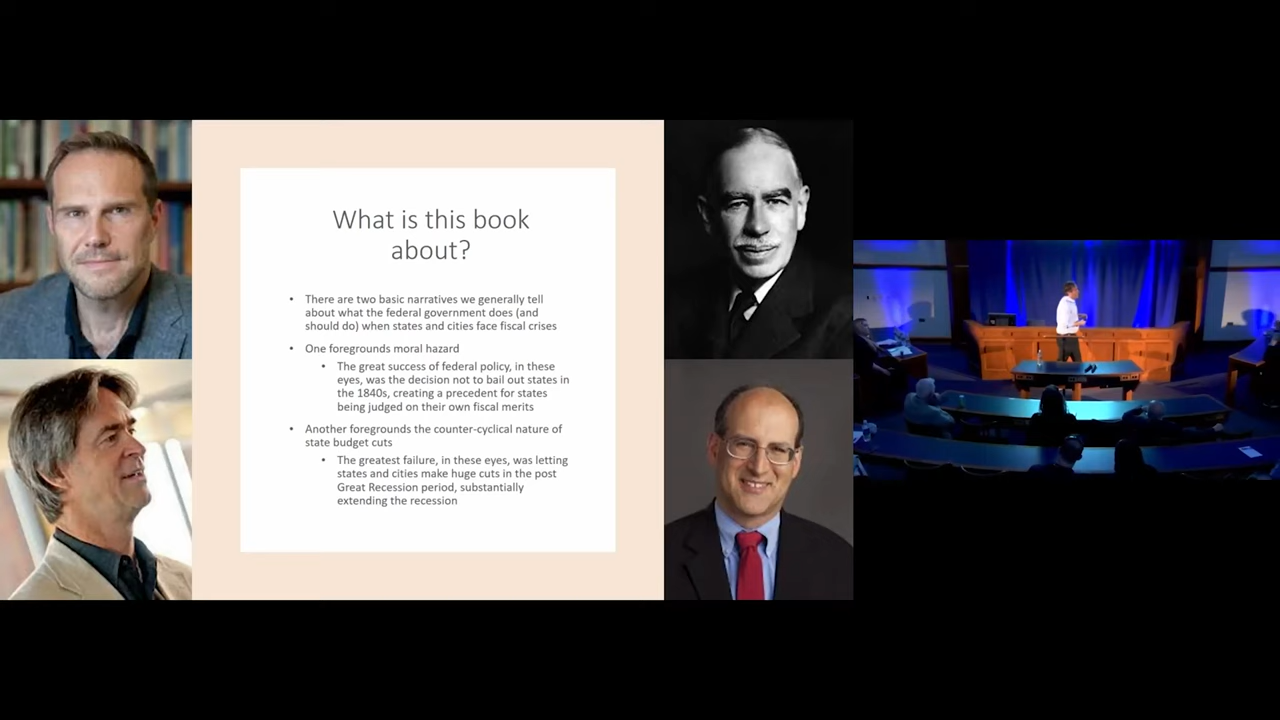 What is this book
about?
• There are two basic narratives we generally tell
about what the federal government does (and
should do) when states and cities face fiscal crises
• One foregrounds moral hazard
• The great success of federal policy, in these
eyes, was the decision not to bail out states in
the 1840s, creating a precedent for states
being judged on their own fiscal merits
• Another foregrounds the counter-cyclical nature of
state budget cuts
• The greatest failure, in these eyes, was letting
states and cities make huge cuts in the post
Great Recession period, substantially
extending the recession